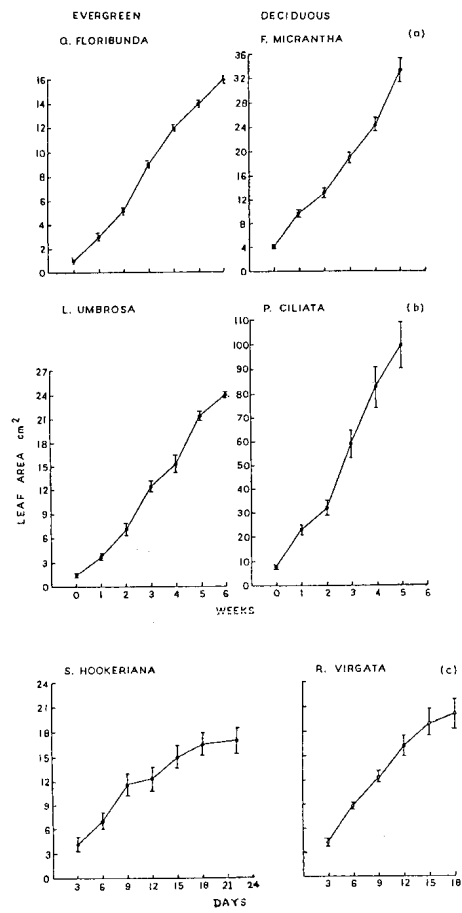 EVERGREEN DECIDUOUS
Q. FLORIBUNDA F. MICRANTHA (a)
16 14 12 10 8 6 4 2 0
36 32 28 24 20 16 12 8 4 0
L. UMBROSA P. CILIATA (b)
LEAF AREA cm²
27 24 21 18 15 12 9 6 3 0
110 100 90 80 70 60 50 40 30 20 10 0
0 1 2 3 4 5 6 0 1 2 3 4 5 6
WEEKS
S. HOOKERIANA R. VIRGATA (c)
24 21 18 15 12 9 6 3 0
3 6 9 12 15 18 21 24 3 6 9 12 15 18
DAYS